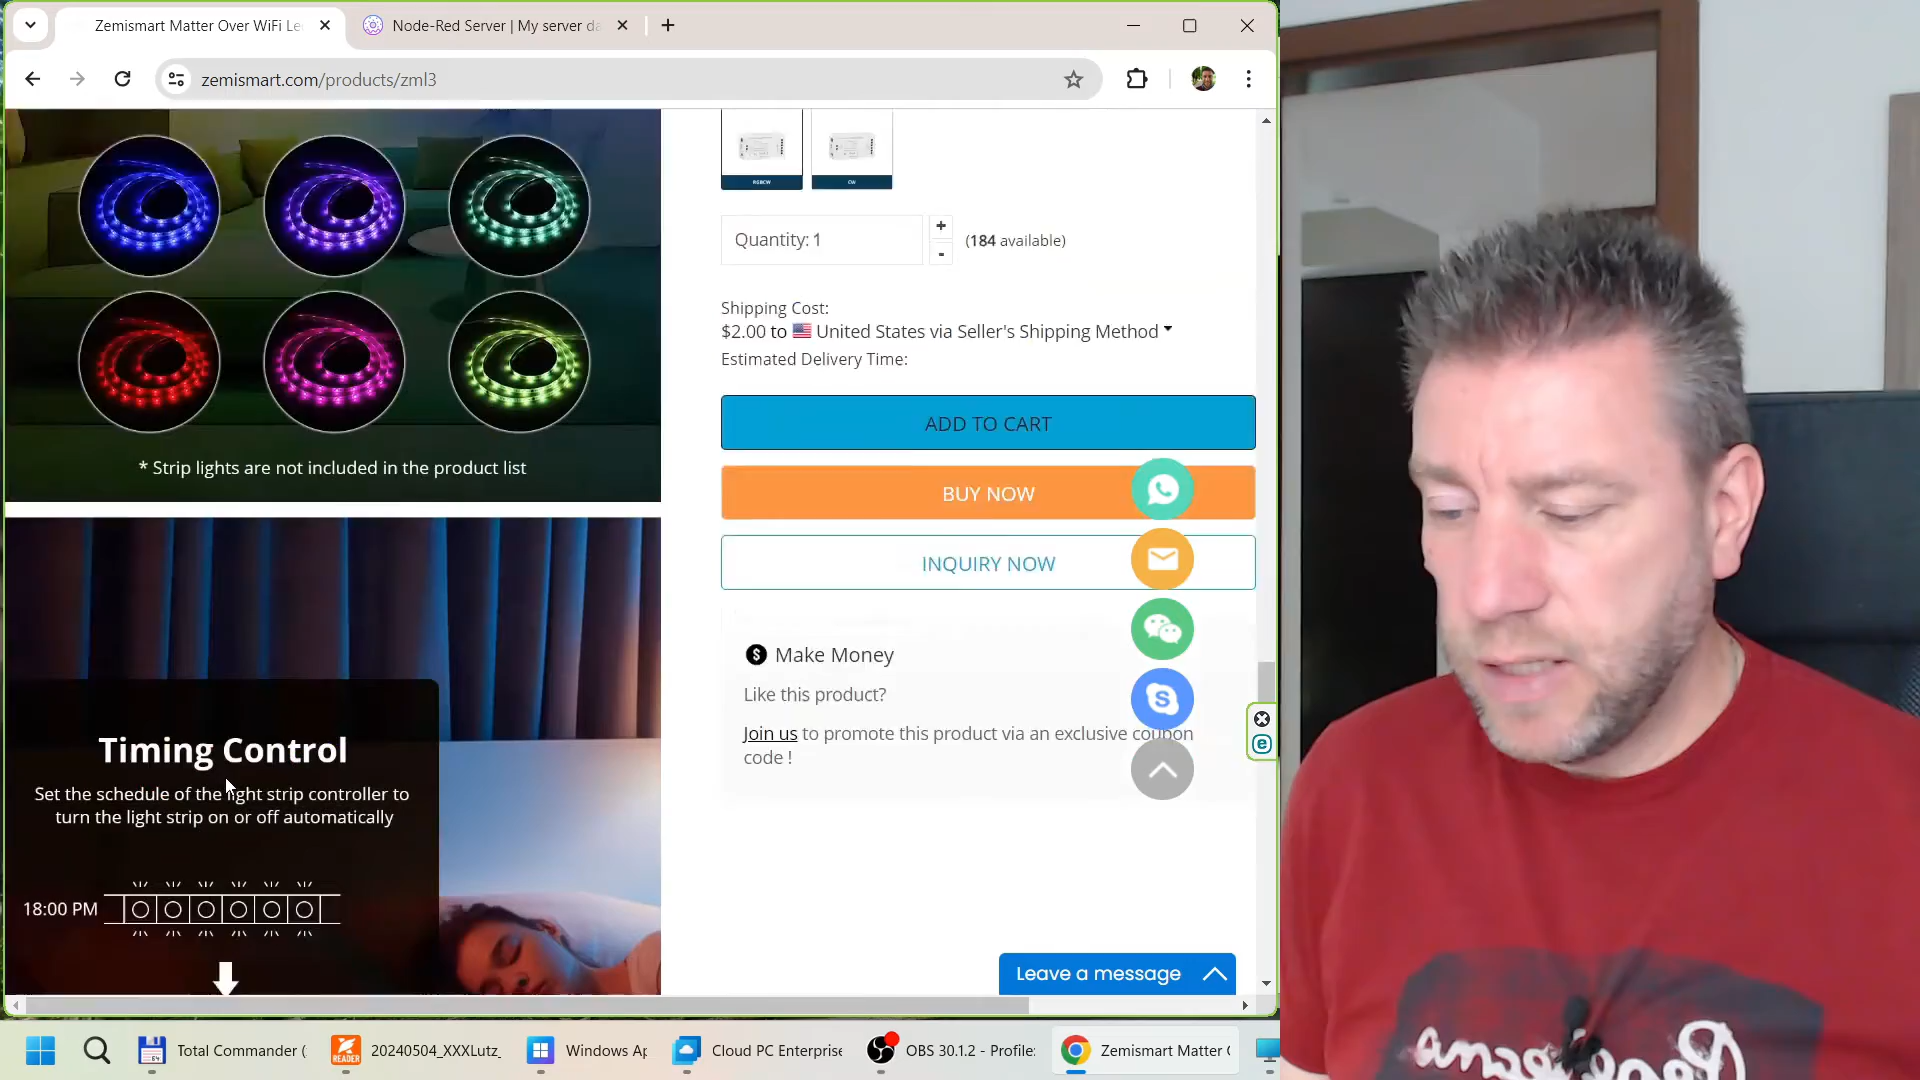 Zemismart Matter Over WiFi Le
Node-Red Server | My server da
zemismart.com/products/zml3
RGBCW
CW
Quantity: 1
+
-
(184 available)
Shipping Cost:
$2.00 to United States via Seller's Shipping Method
Estimated Delivery Time:
ADD TO CART
* Strip lights are not included in the product list
BUY NOW
INQUIRY NOW
$ Make Money
Like this product?
Join us to promote this product via an exclusive coupon
code !
Timing Control
Set the schedule of the light strip controller to
turn the light strip on or off automatically
18:00 PM
Leave a message
Total Commander (
READER
20240504_XXXLutz_
Windows Ap
Cloud PC Enterprise
OBS 30.1.2 - Profile:
Zemismart Matter